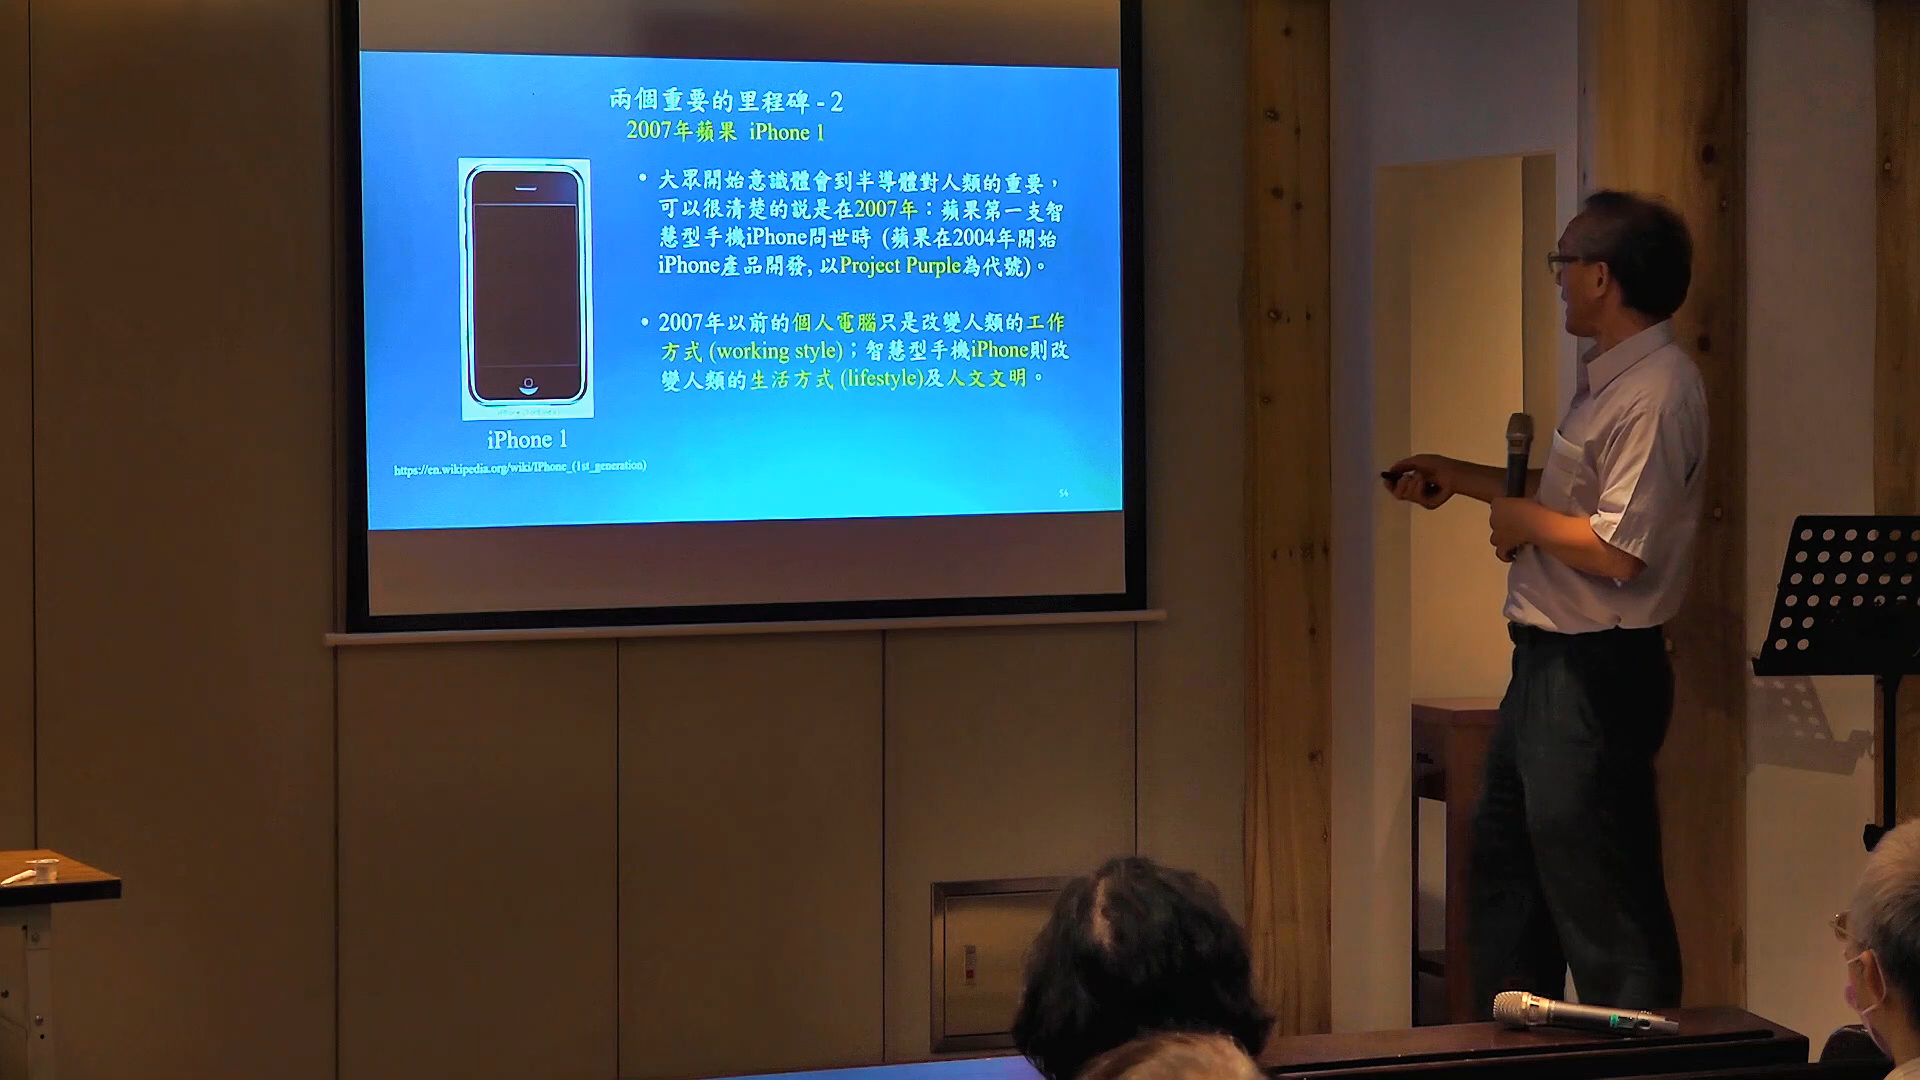 兩個重要的里程碑 - 2
2007年蘋果 iPhone 1
• 大眾開始意識體會到半導體對人類的重要，
可以很清楚的說是在2007年：蘋果第一支智
慧型手機iPhone問世時 (蘋果在2004年開始
iPhone產品開發, 以Project Purple為代號)。
• 2007年以前的個人電腦只是改變人類的工作
方式 (working style)；智慧型手機iPhone則改
變人類的生活方式 (lifestyle)及人文文明。
iPhone 1
https://en.wikipedia.org/wiki/IPhone_(1st_generation)
54